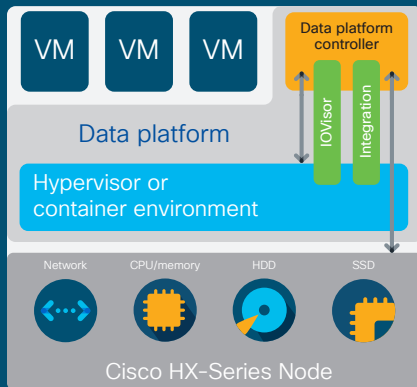 VM VM VM
Data platform
controller
IOVisor
Integration
Data platform
Hypervisor or
container environment
Network CPU/memory HDD SSD
Cisco HX-Series Node